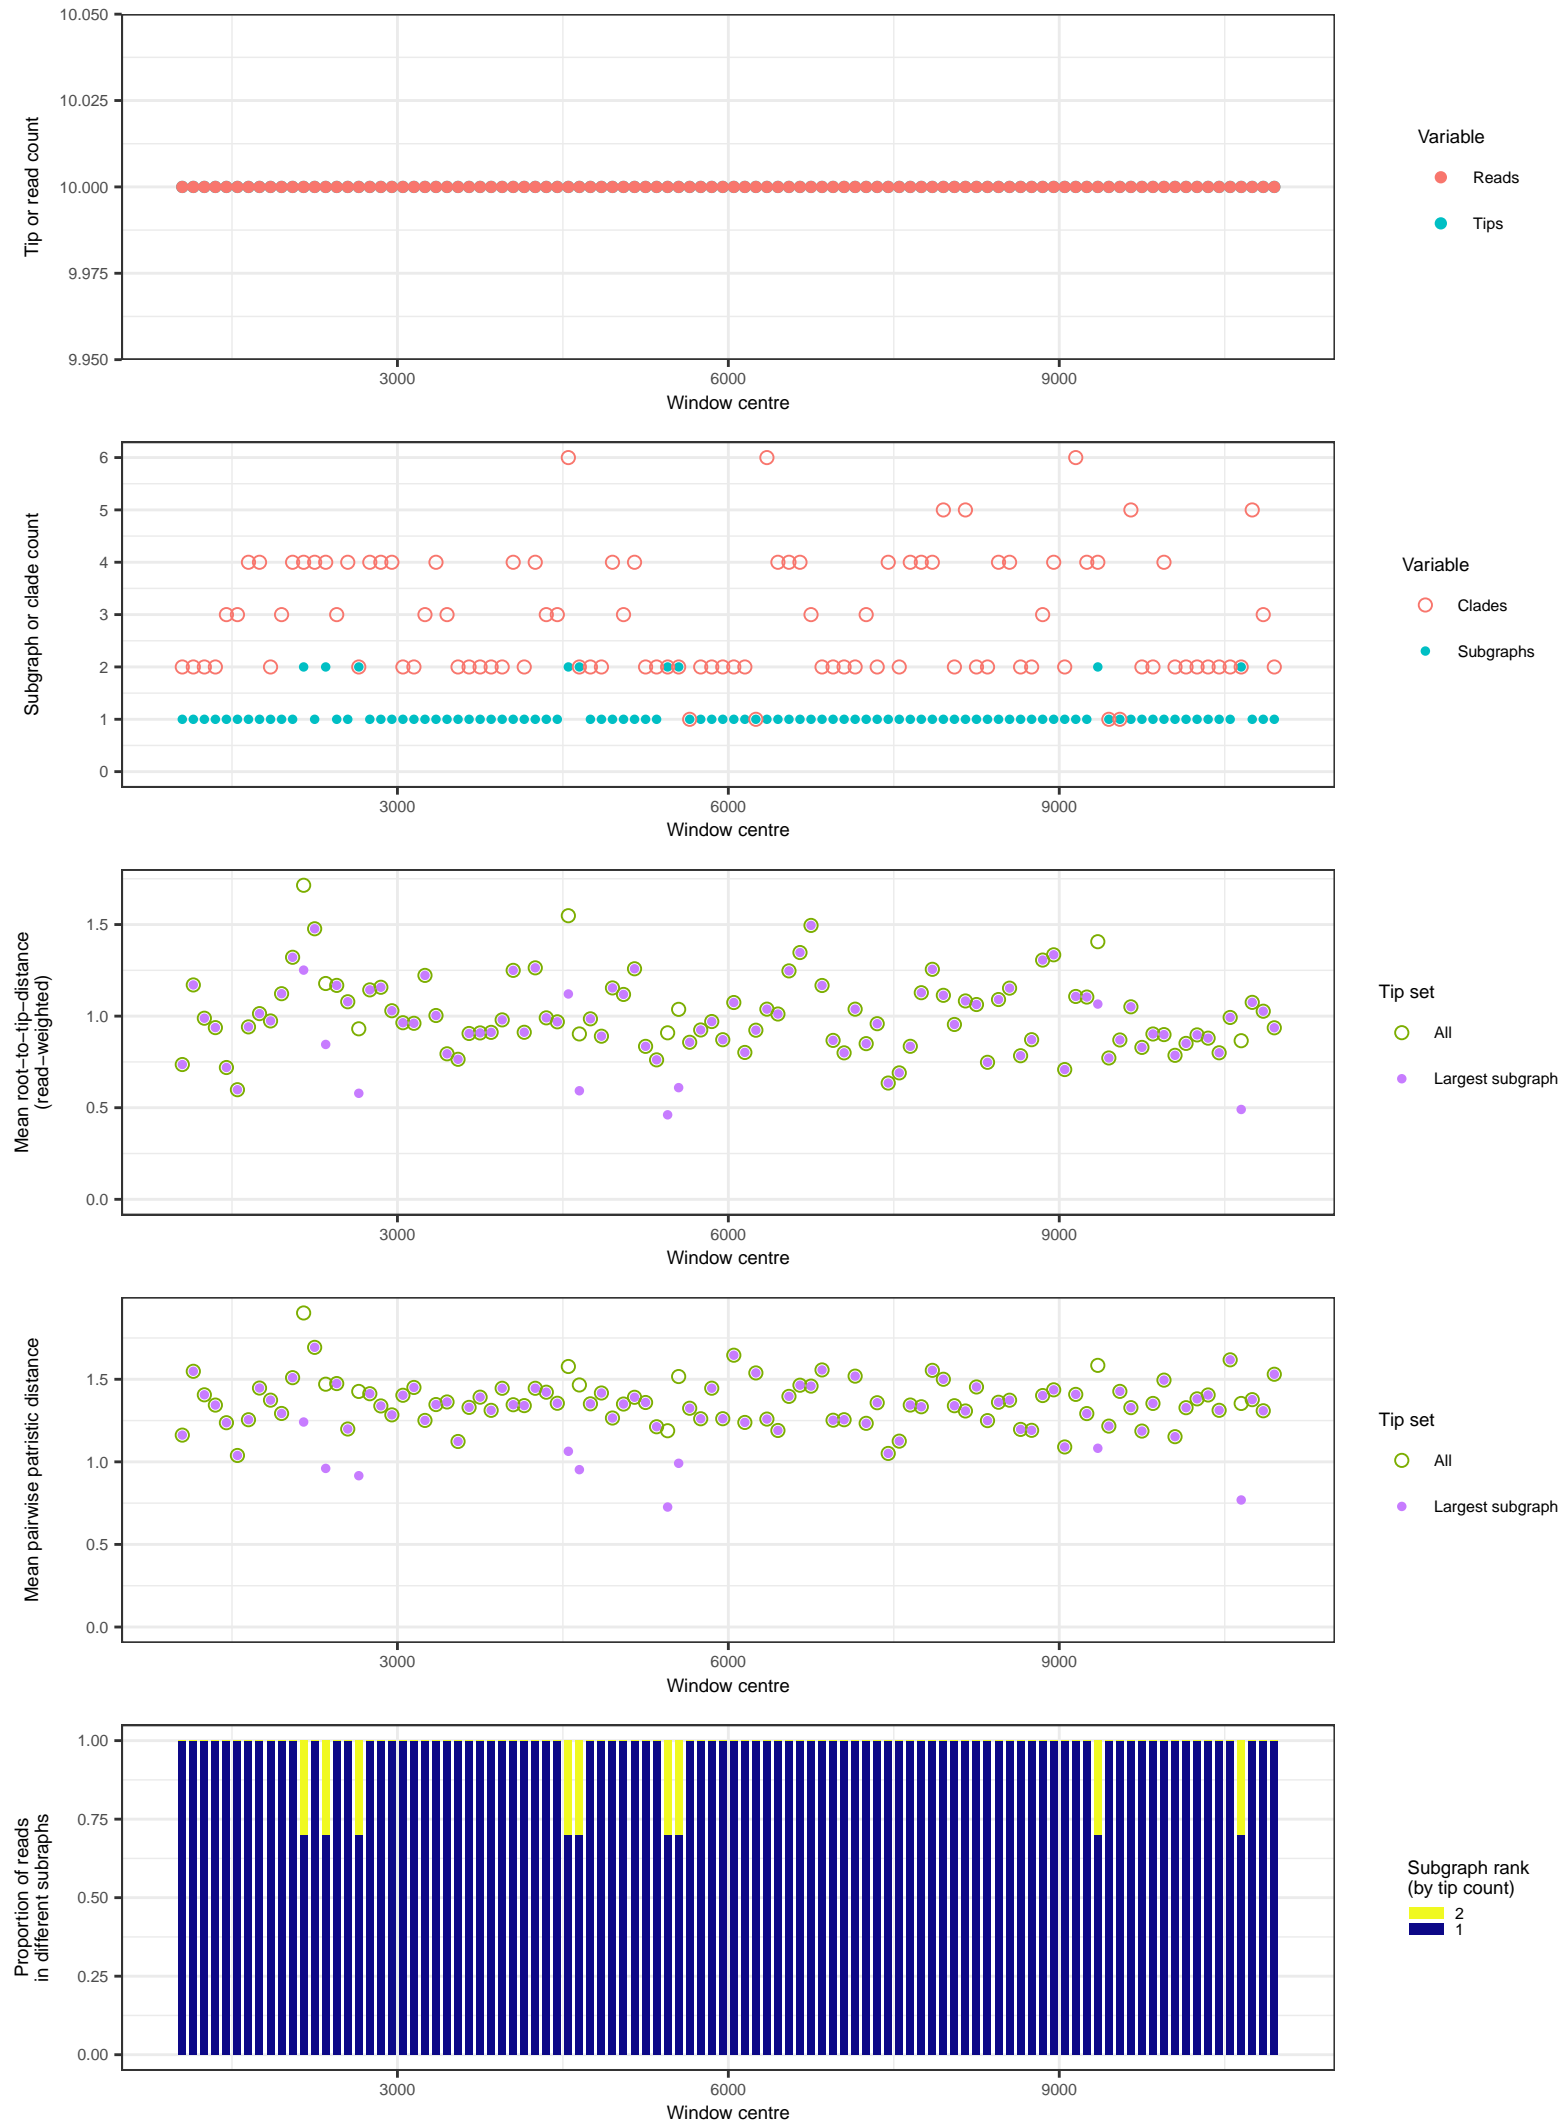 10.050
10.025
10.000
9.975
9.950
Tip or read count
3000 6000 9000
Window centre
Variable
Reads
Tips
6
5
4
3
2
1
0
Subgraph or clade count
3000 6000 9000
Window centre
Variable
Clades
Subgraphs
1.5
1.0
0.5
0.0
Mean root−to−tip−distance
(read−weighted)
3000 6000 9000
Window centre
Tip set
All
Largest subgraph
1.5
1.0
0.5
0.0
Mean pairwise patristic distance
3000 6000 9000
Window centre
Tip set
All
Largest subgraph
1.00
0.75
0.50
0.25
0.00
Proportion of reads
in different subraphs
3000 6000 9000
Window centre
Subgraph rank
(by tip count)
2
1